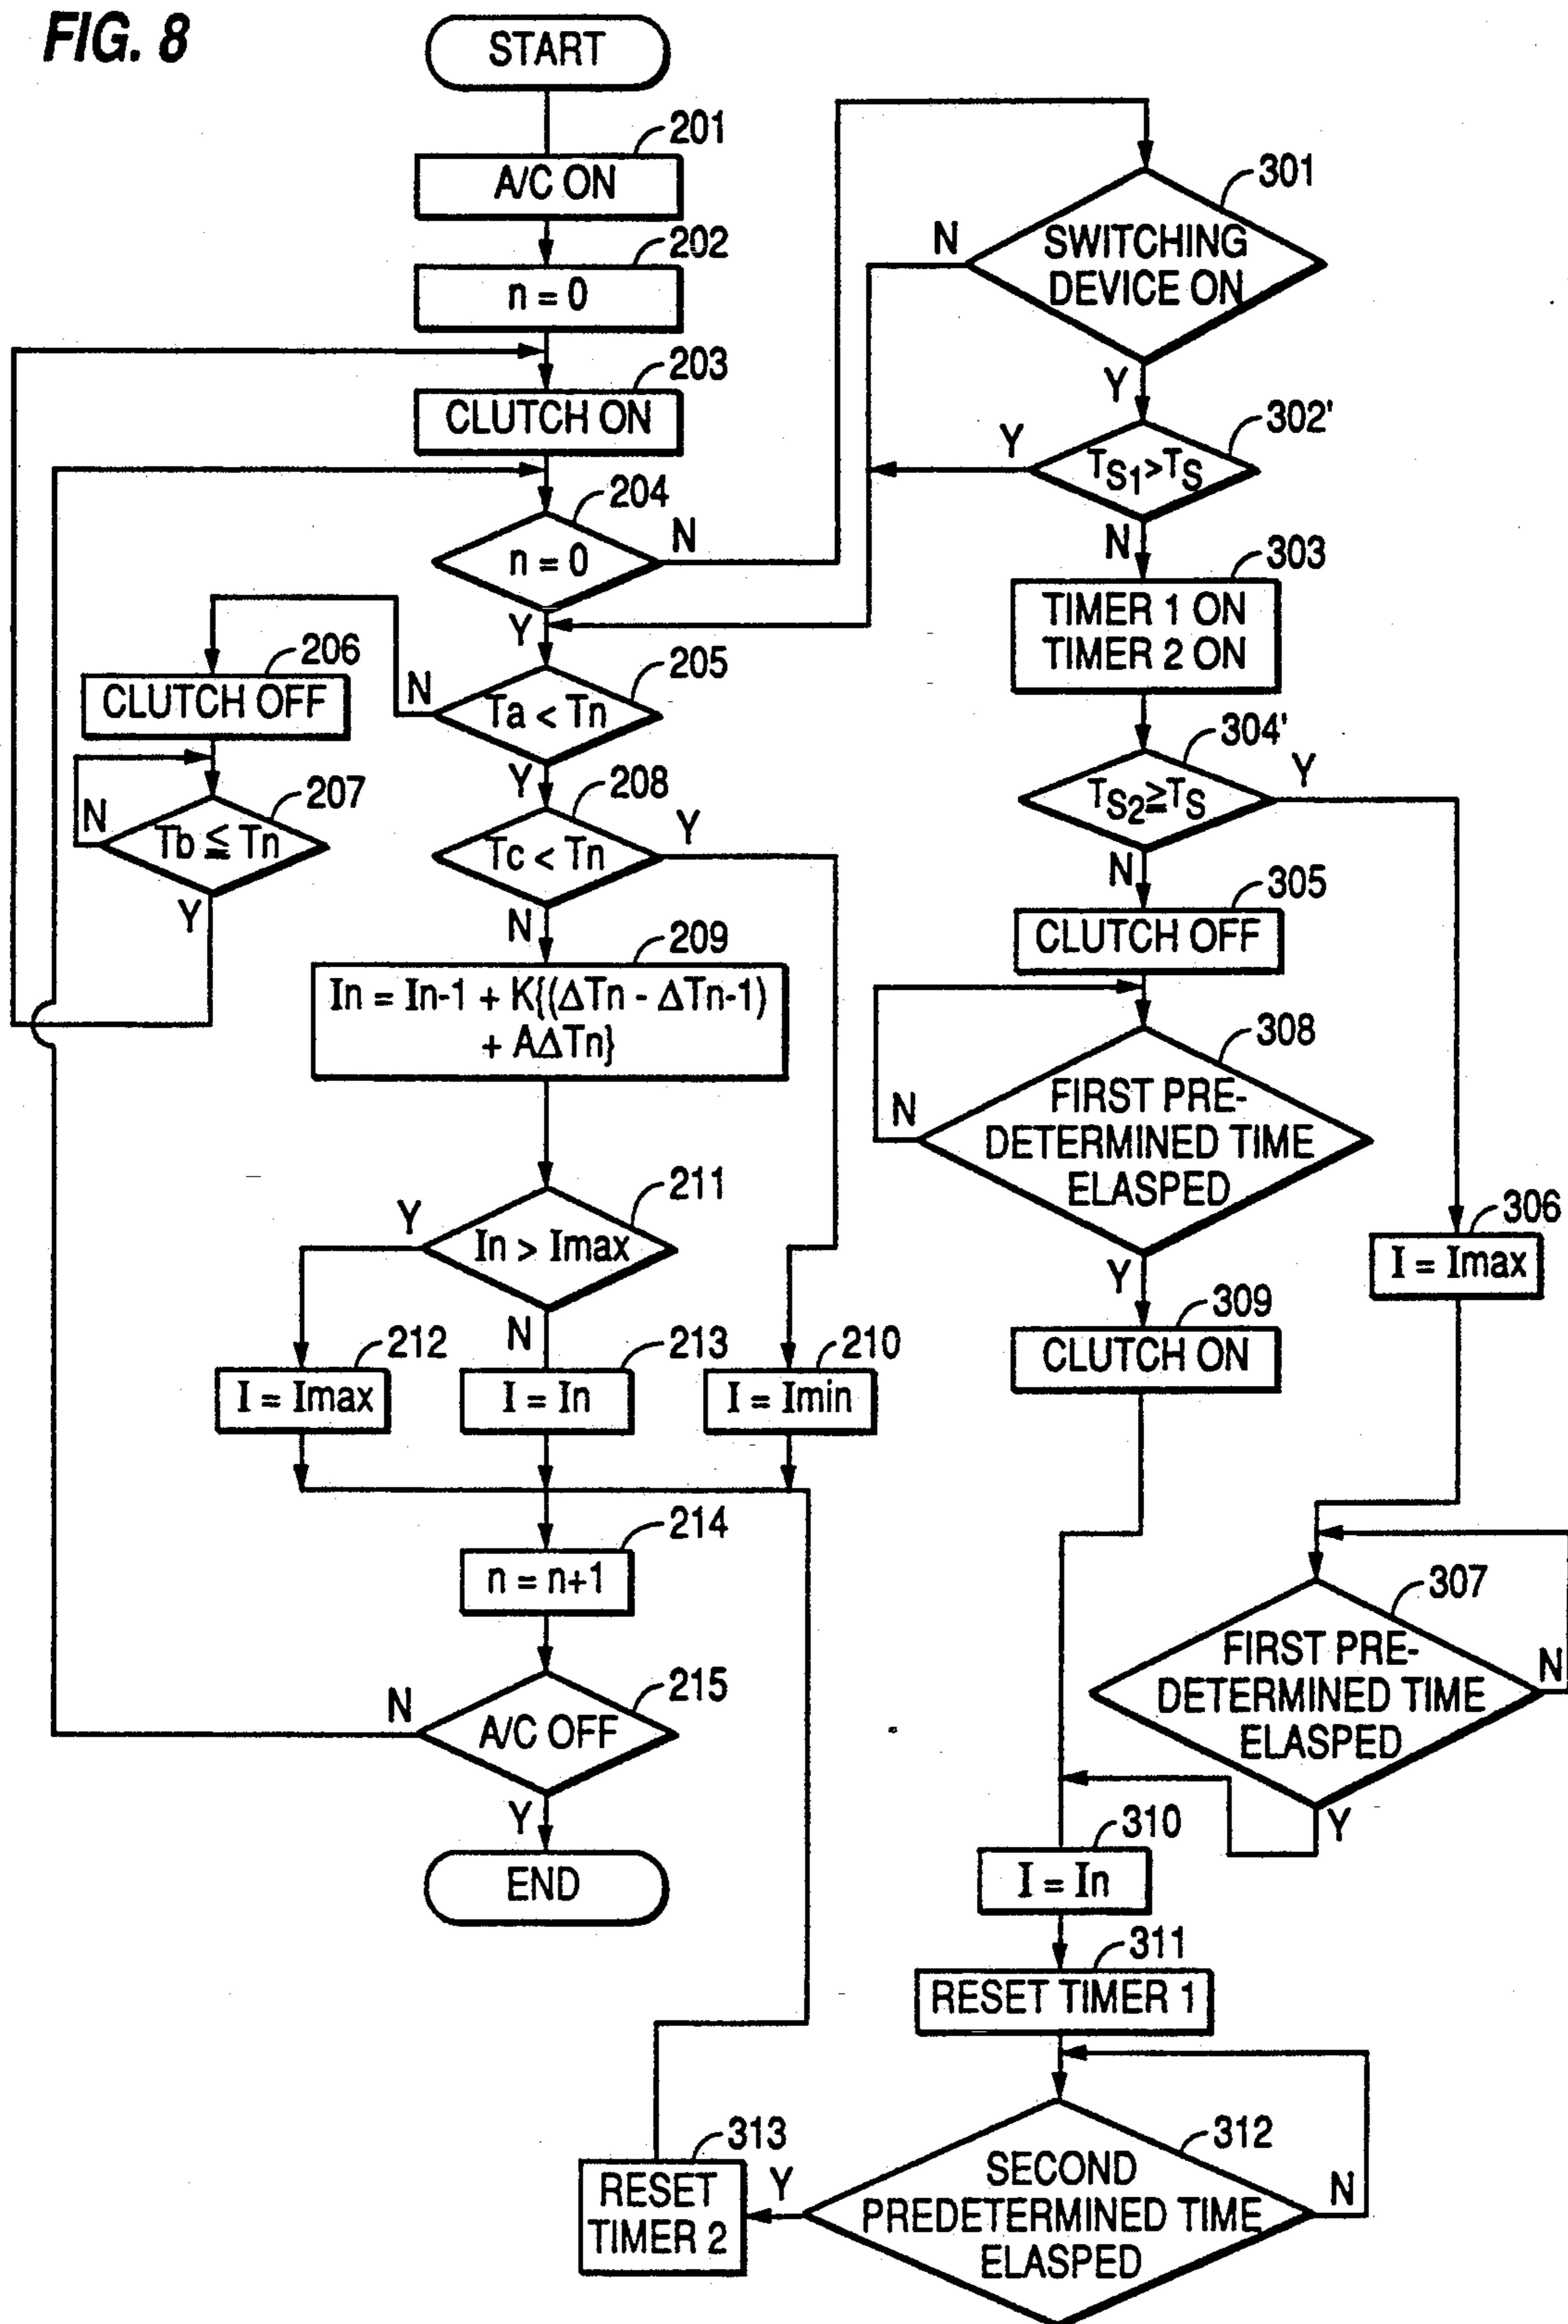 FIG. 8
START
201
A/C ON
202
n = 0
203
CLUTCH ON
204
n = 0
N
Y
205
Ta < Tn
N
Y
206
CLUTCH OFF
207
Tb ≦ Tn
N
Y
208
Tc < Tn
Y
N
209
In = In-1 + K{(ΔTn - ΔTn-1)
+ AΔTn}
211
In > Imax
Y
N
212
I = Imax
213
I = In
210
I = Imin
214
n = n+1
215
A/C OFF
N
Y
END
301
SWITCHING
DEVICE ON
N
Y
302'
TS1>TS
Y
N
303
TIMER 1 ON
TIMER 2 ON
304'
TS2≧TS
Y
N
305
CLUTCH OFF
308
FIRST PRE-
DETERMINED TIME
ELASPED
N
Y
309
CLUTCH ON
306
I = Imax
307
FIRST PRE-
DETERMINED TIME
ELASPED
N
Y
310
I = In
311
RESET TIMER 1
312
SECOND
PREDETERMINED TIME
ELASPED
N
Y
313
RESET
TIMER 2